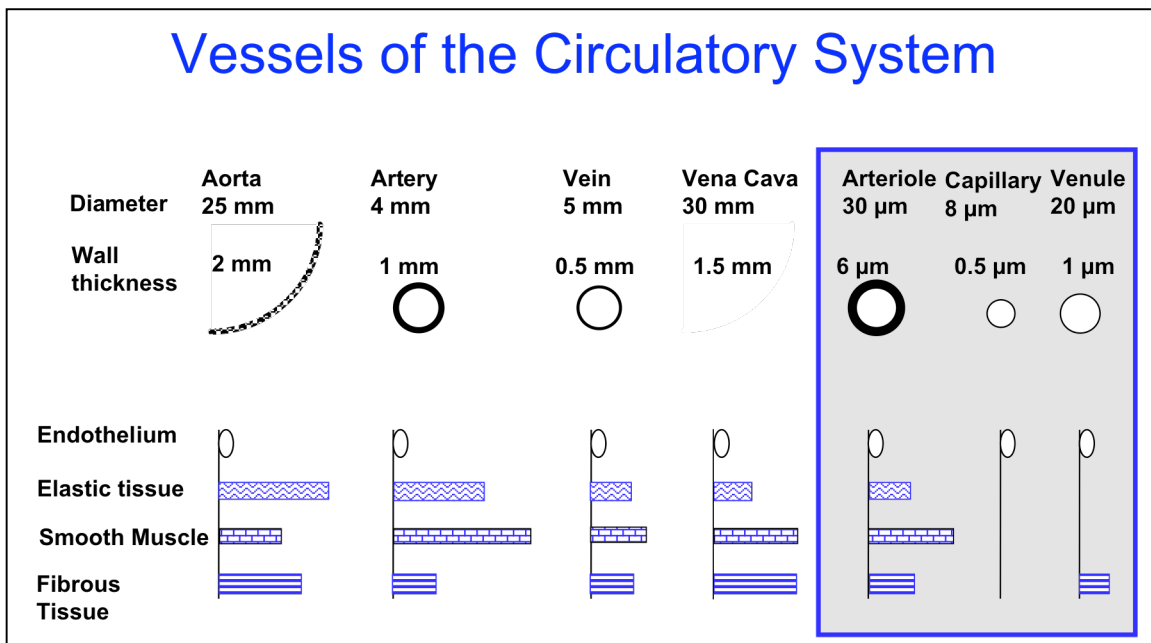 Vessels of the Circulatory System
Aorta Artery Vein Vena Cava Arteriole Capillary Venule
Diameter 25 mm 4 mm 5 mm 30 mm 30 µm 8 µm 20 µm
Wall
thickness
2 mm 1 mm 0.5 mm 1.5 mm 6 µm 0.5 µm 1 µm
Endothelium
Elastic tissue
Smooth Muscle
Fibrous
Tissue